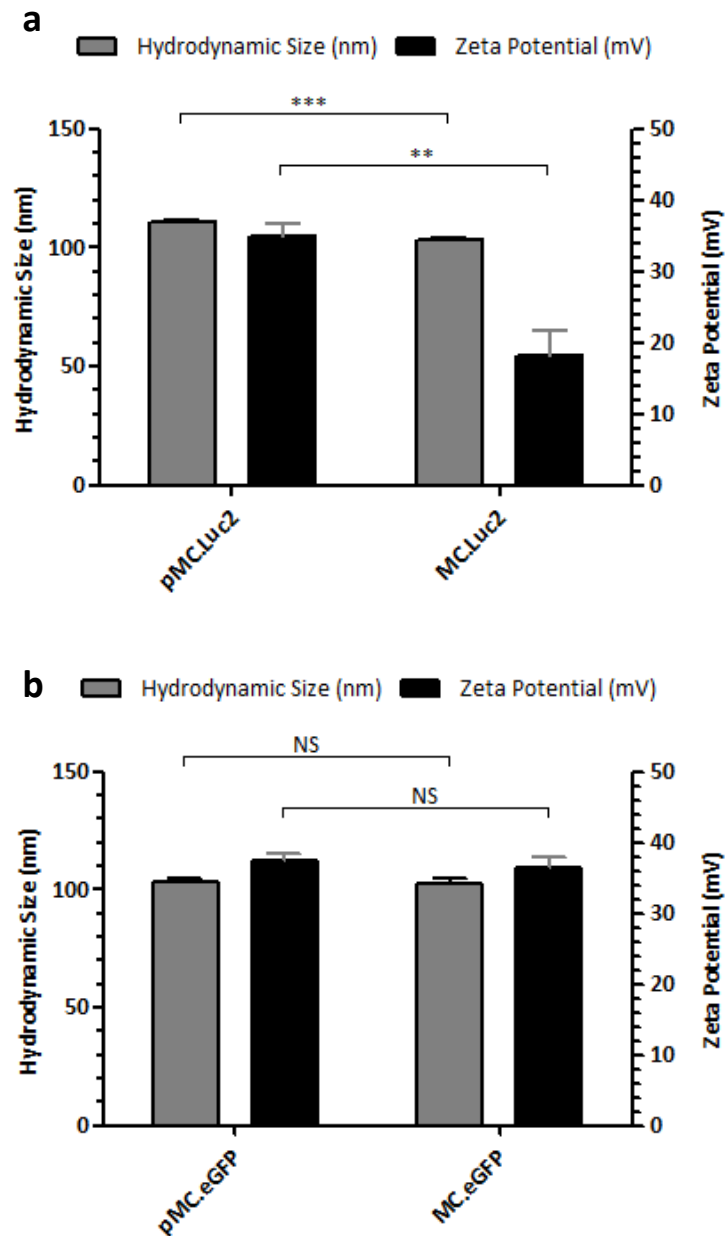 a
Hydrodynamic Size (nm) Zeta Potential (mV)
***
**
150
100
50
0
Hydrodynamic Size (nm)
50
40
30
20
10
0
Zeta Potential (mV)
pMC.Luc2
MC.Luc2
b
Hydrodynamic Size (nm) Zeta Potential (mV)
NS
NS
150
100
50
0
Hydrodynamic Size (nm)
50
40
30
20
10
0
Zeta Potential (mV)
pMC.eGFP
MC.eGFP